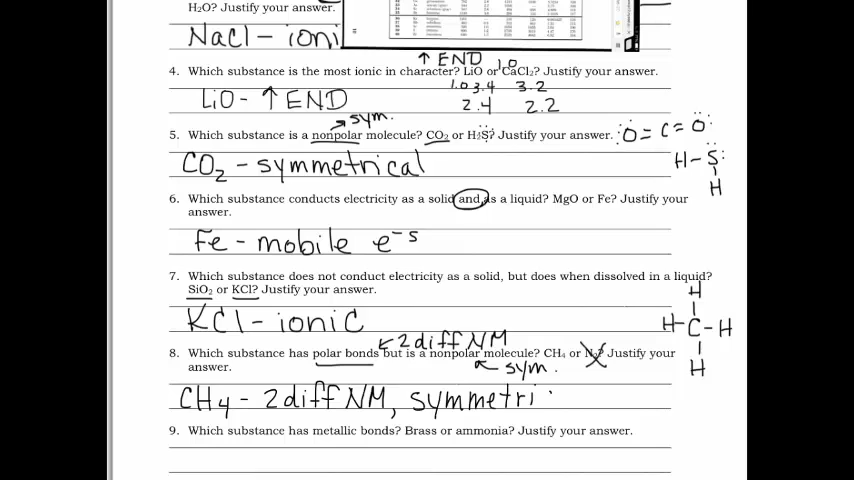 H₂O? Justify your answer.
NaCl - ioni
↑ END 1.0
4. Which substance is the most ionic in character? LiO or CaCl₂? Justify your answer.
1.0 3.4 3.2
LiO - ↑ END 2.4 2.2
↗ sym.
5. Which substance is a nonpolar molecule? CO₂ or H₂S? Justify your answer.
O = C = O
CO₂ - symmetrical
H - S
H
6. Which substance conducts electricity as a solid and as a liquid? MgO or Fe? Justify your
answer.
Fe - mobile e⁻s
7. Which substance does not conduct electricity as a solid, but does when dissolved in a liquid?
SiO₂ or KCl? Justify your answer.
H
KCl - ionic
H - C - H
H
↙ 2 diff NM
8. Which substance has polar bonds but is a nonpolar molecule? CH₄ or N₂? Justify your
answer.
↖ sym.
CH₄ - 2 diff NM, symmetri
9. Which substance has metallic bonds? Brass or ammonia? Justify your answer.